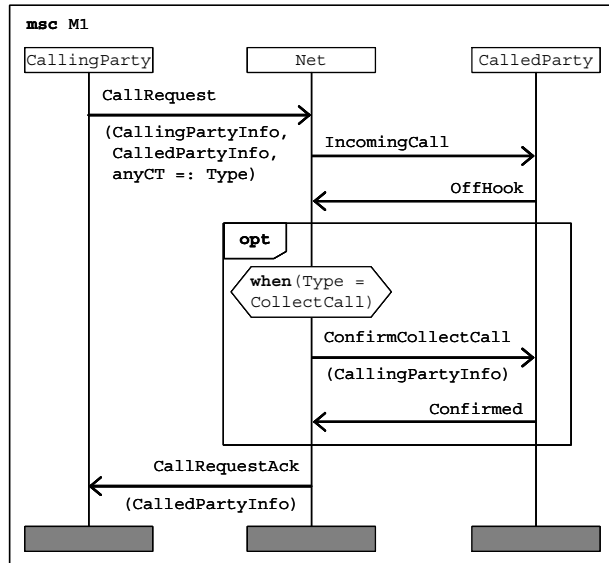 msc M1
CallingParty
Net
CalledParty
CallRequest
(CallingPartyInfo,
CalledPartyInfo,
anyCT =: Type)
IncomingCall
OffHook
opt
when(Type =
CollectCall)
ConfirmCollectCall
(CallingPartyInfo)
Confirmed
CallRequestAck
(CalledPartyInfo)